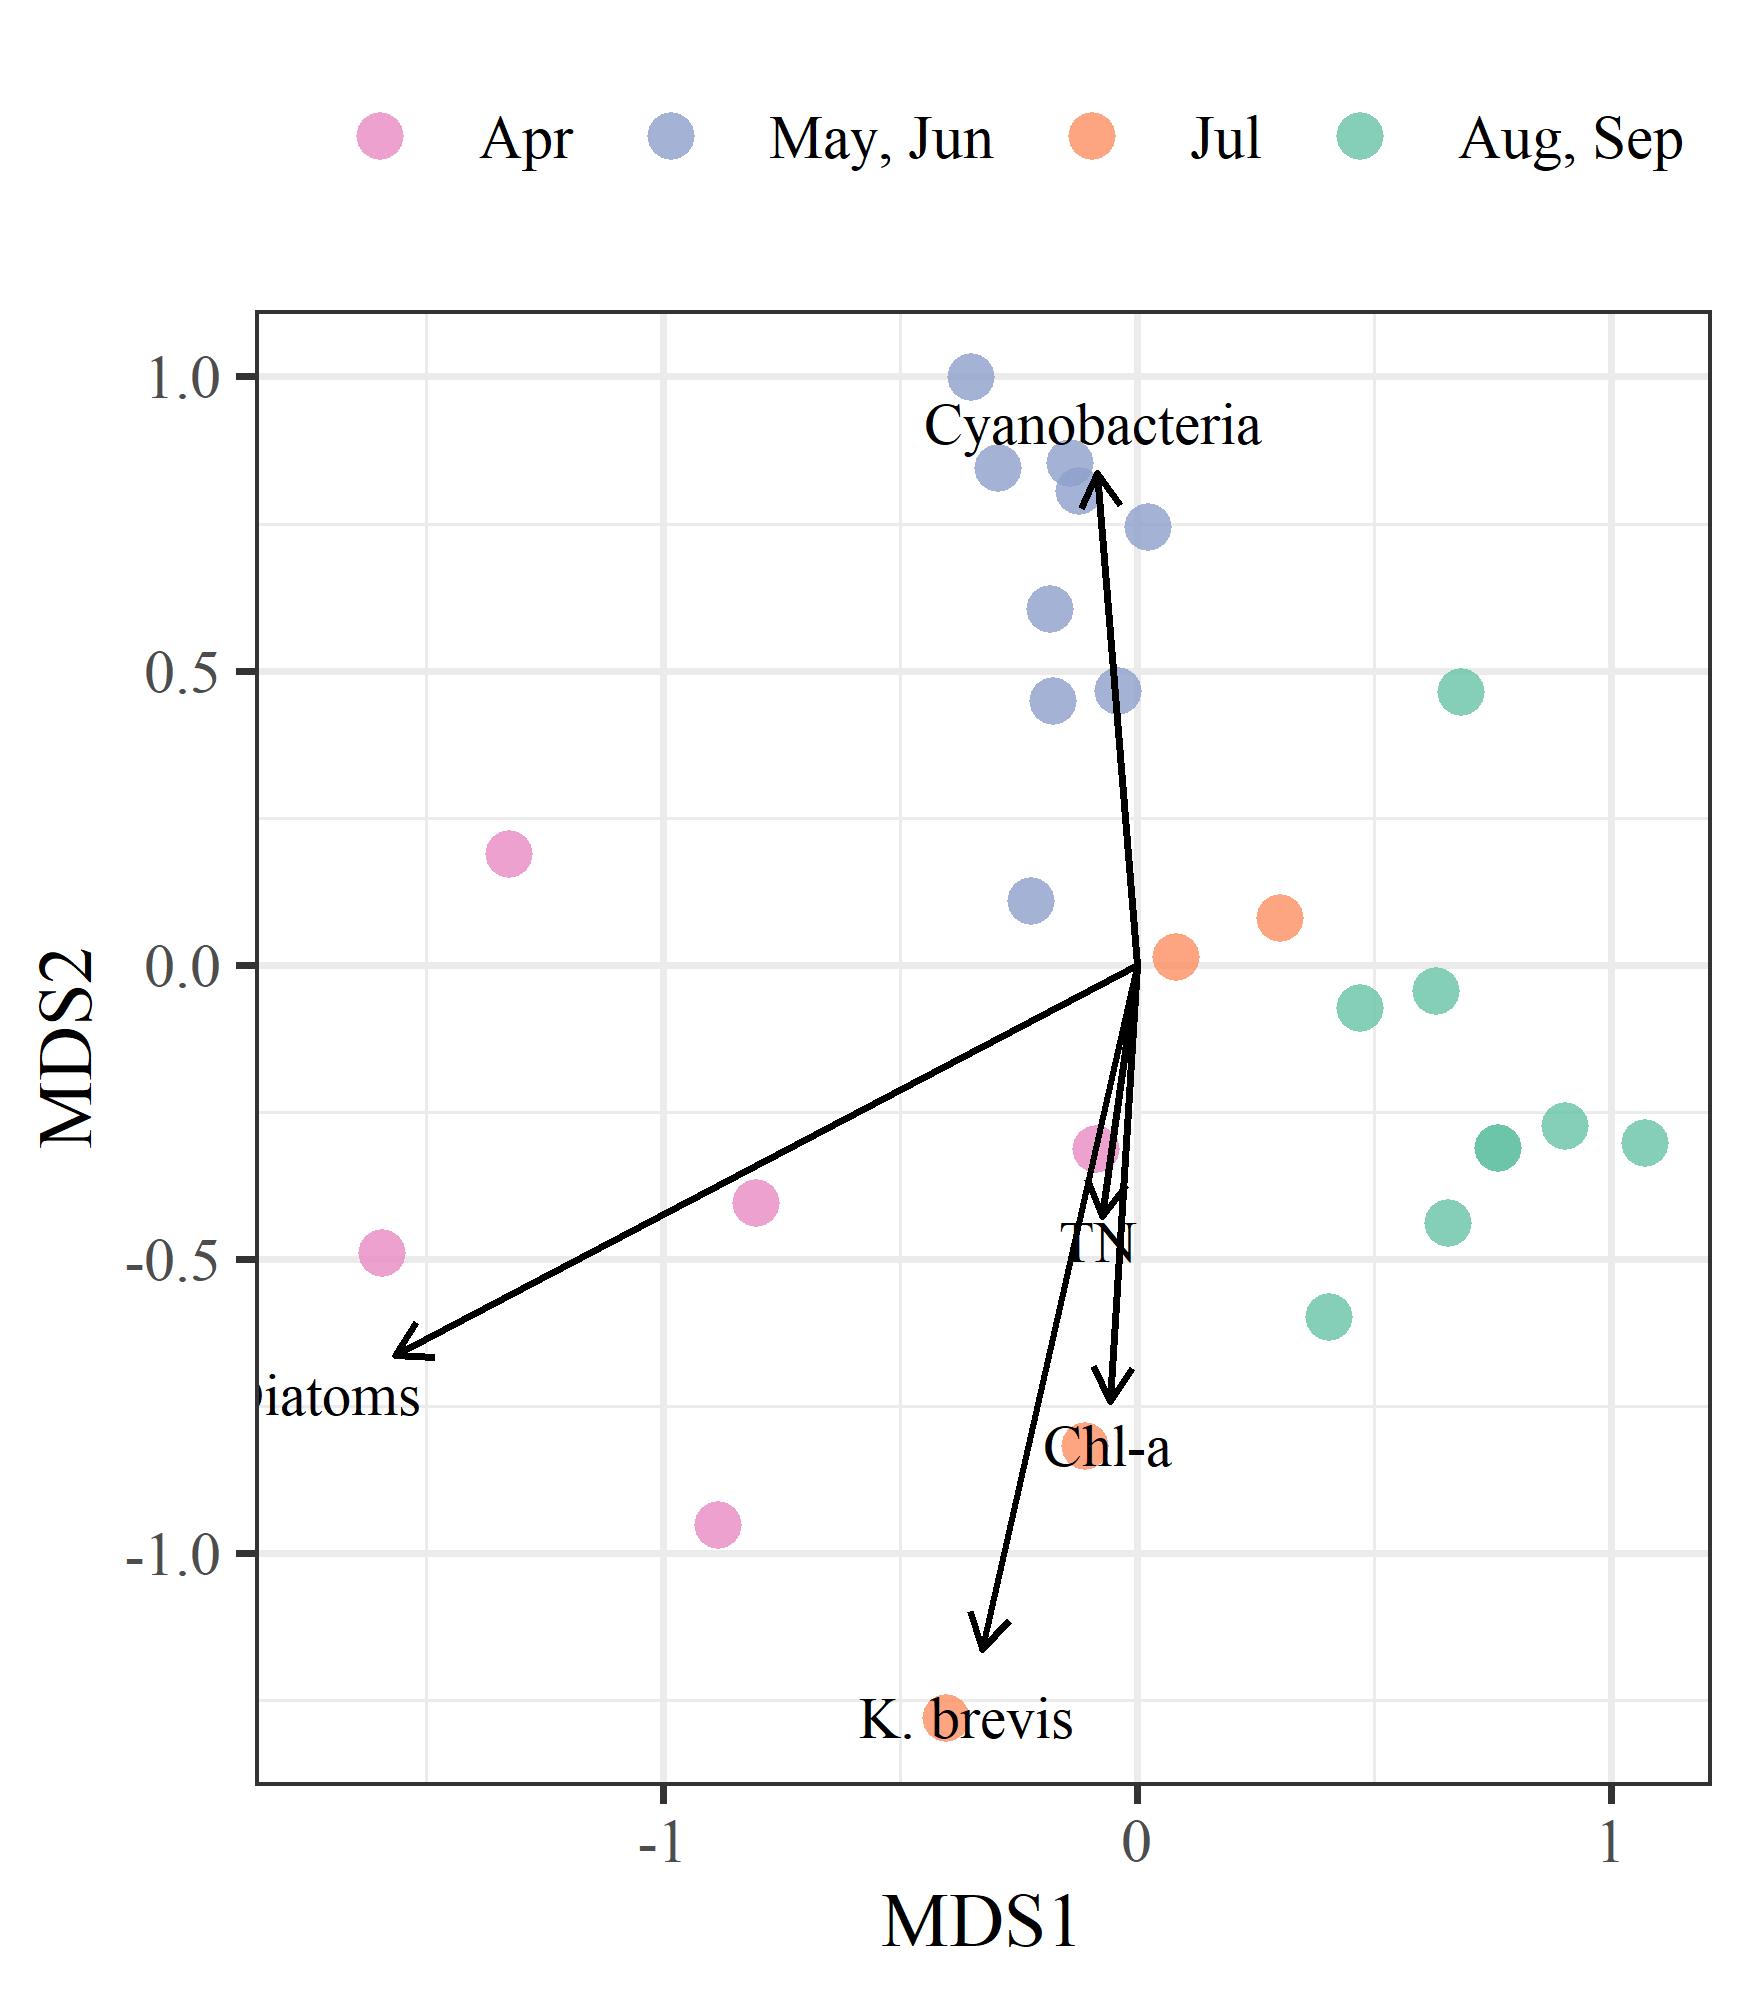 Apr May, Jun Jul Aug, Sep
1.0
Cyanobacteria
0.5
0.0
MDS2
TN
-0.5
iatoms
Chl-a
-1.0
K. brevis
-1 0 1
MDS1